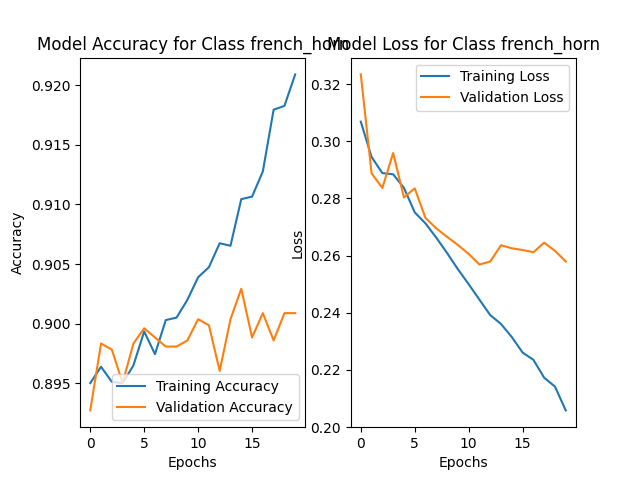 Model Accuracy for Class french_horn
Model Loss for Class french_horn
0.920
0.915
0.910
0.905
0.900
0.895
Accuracy
0
5
10
15
Epochs
Training Accuracy
Validation Accuracy
0.32
0.30
0.28
0.26
0.24
0.22
0.20
Loss
0
5
10
15
Epochs
Training Loss
Validation Loss